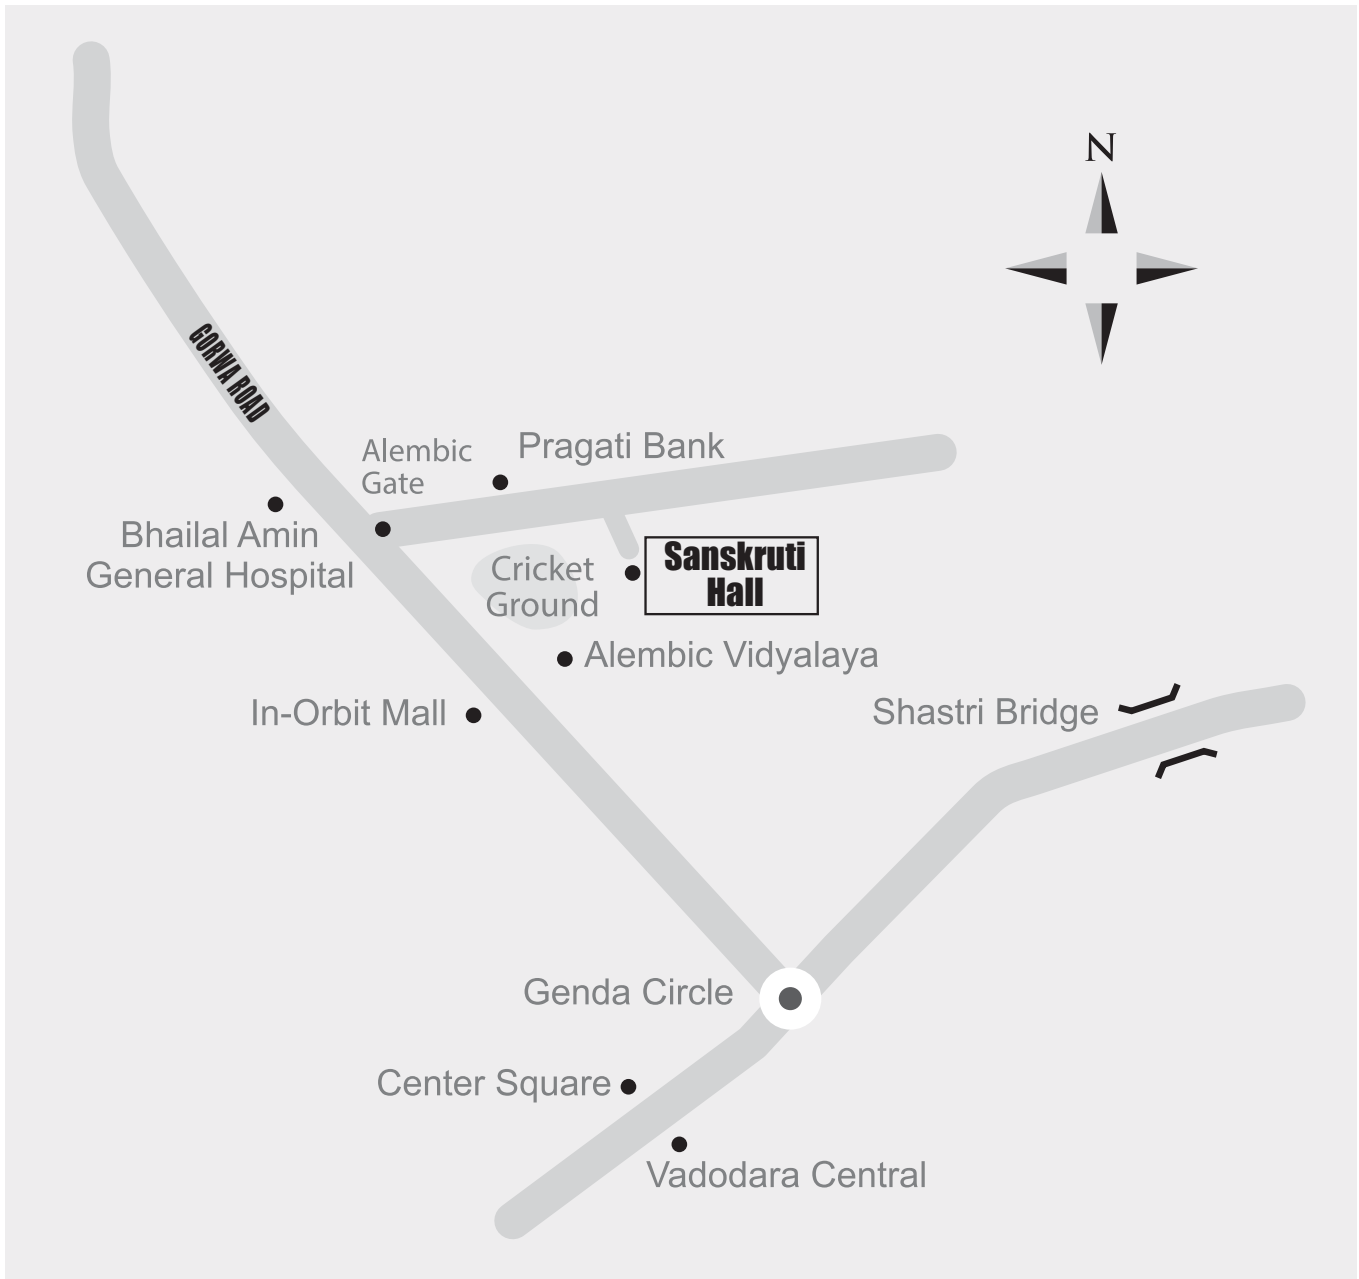 N
GORWA ROAD
Alembic
Gate
Pragati Bank
Bhailal Amin
General Hospital
Cricket
Ground
Sanskruti
Hall
Alembic Vidyalaya
In-Orbit Mall
Shastri Bridge
Genda Circle
Center Square
Vadodara Central